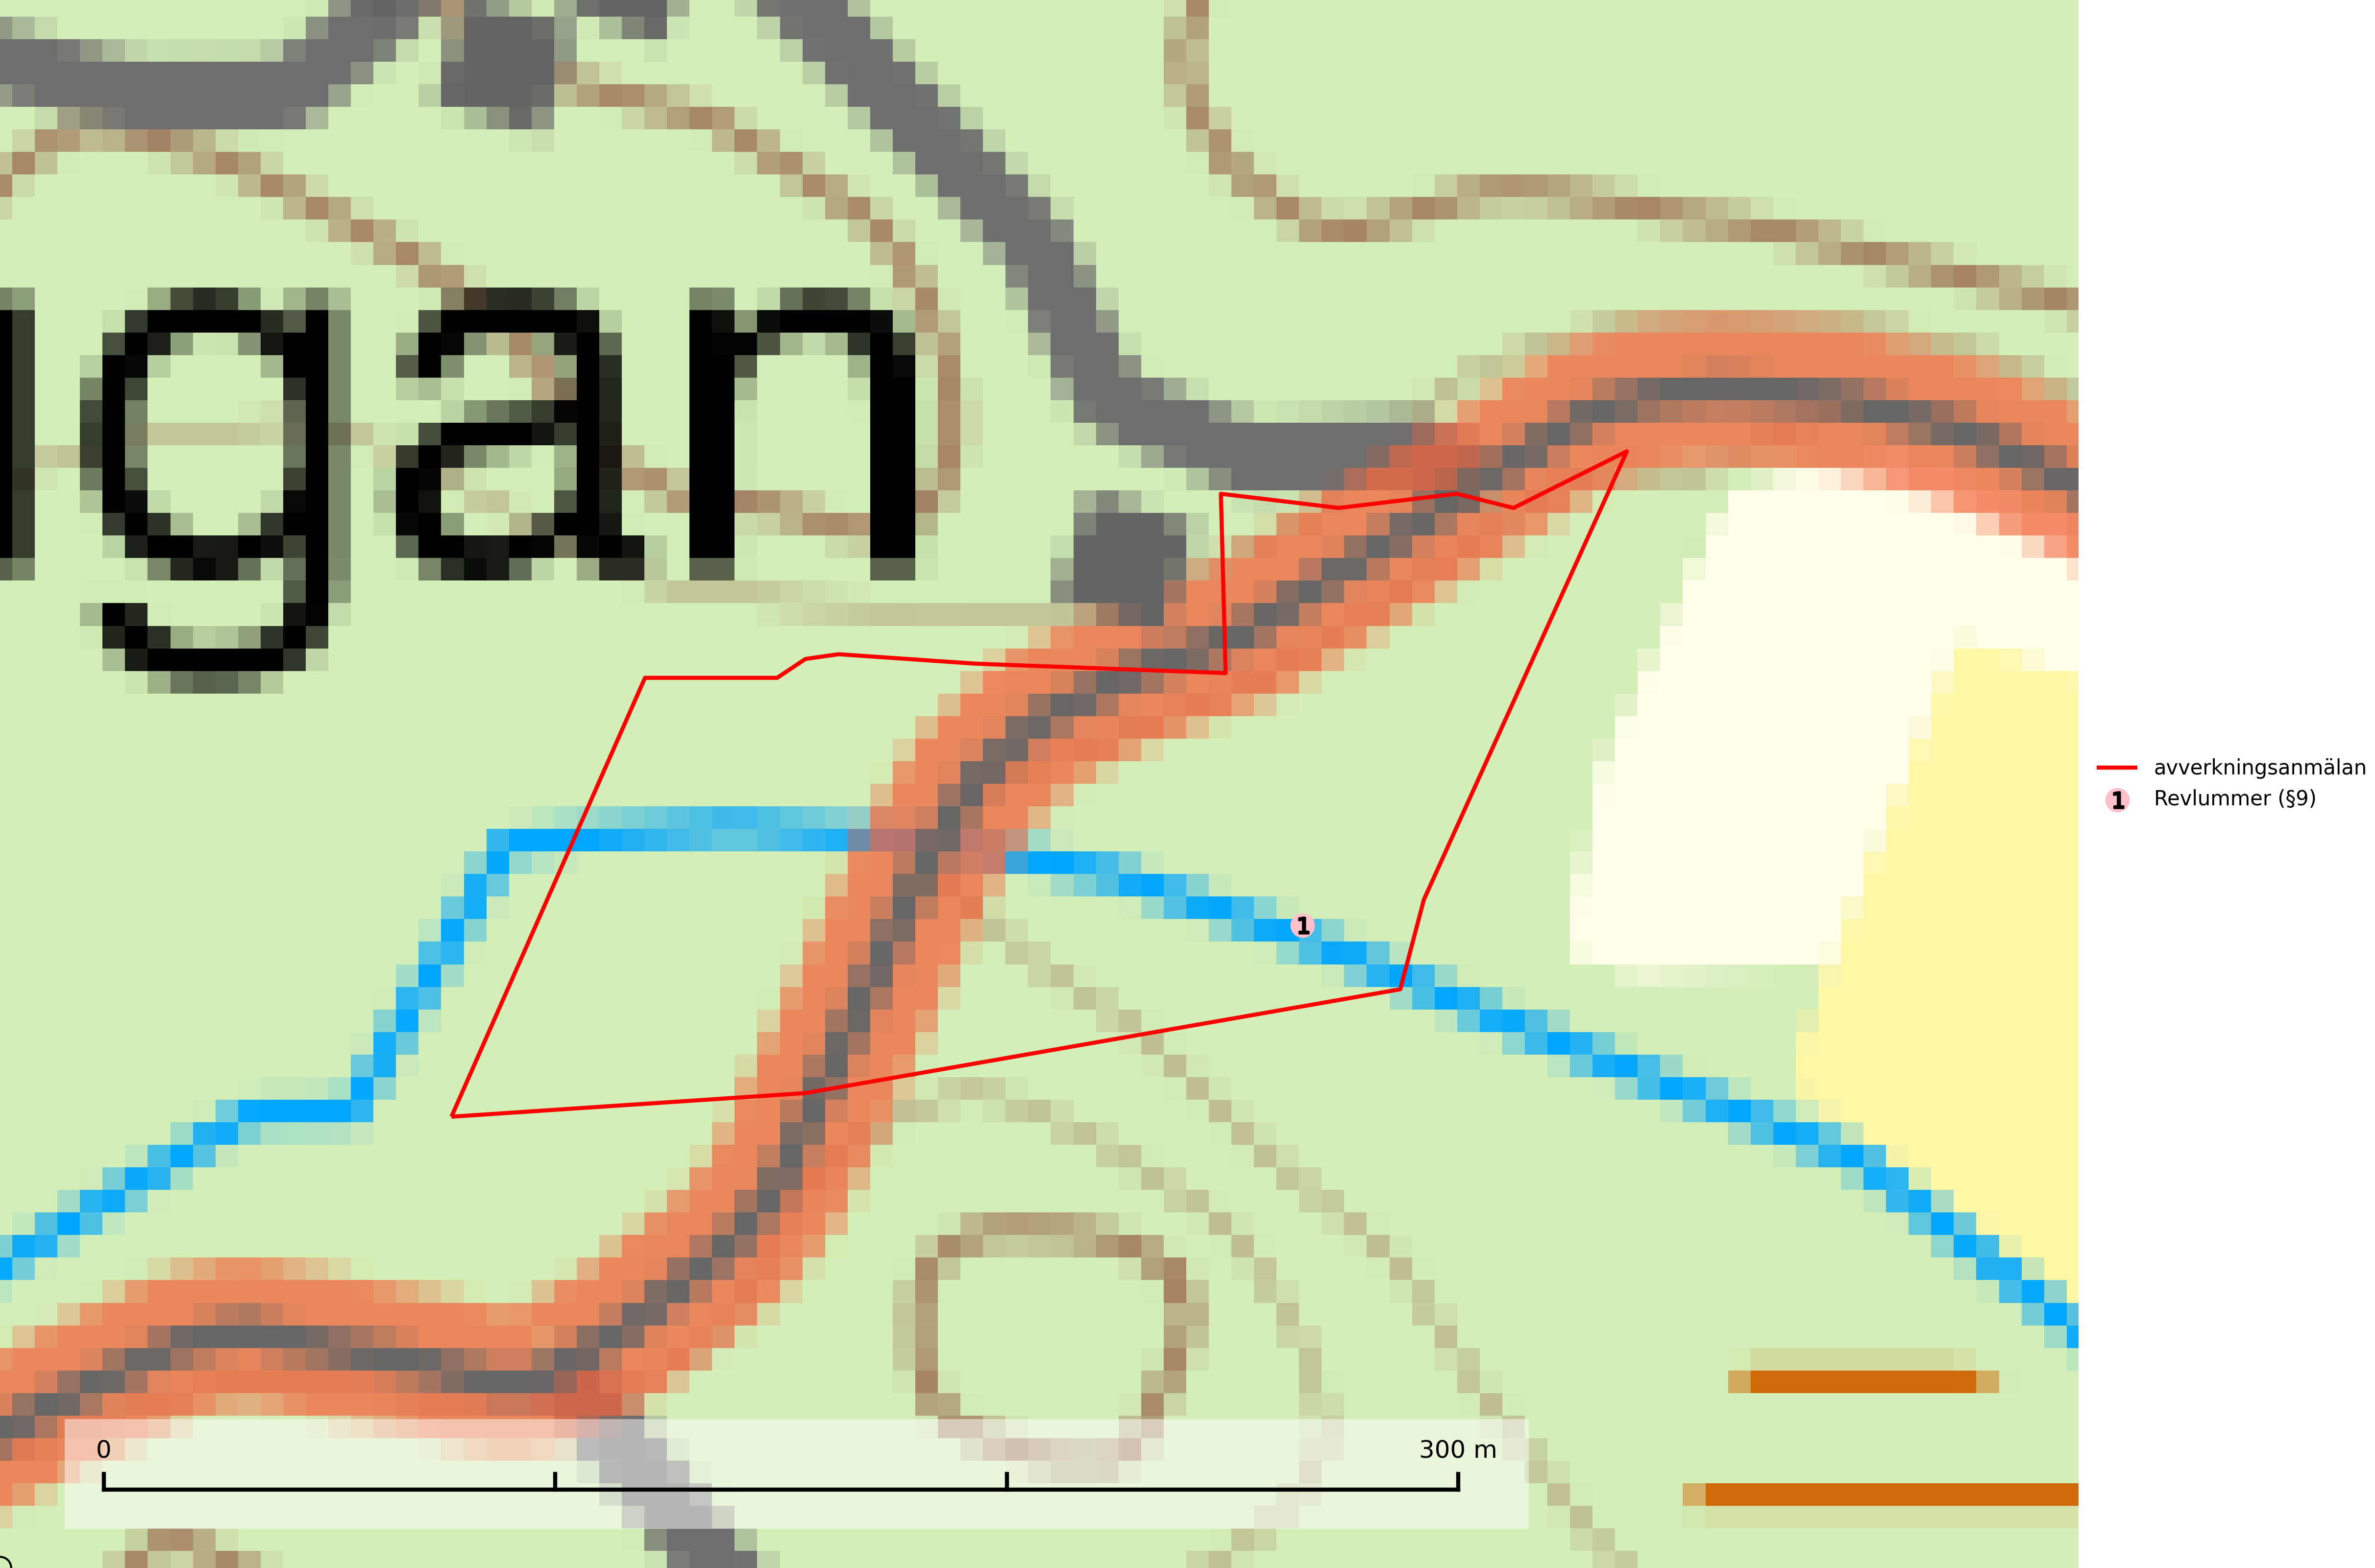 gan
avverkningsanmälan
1 Revlummer (§9)
1
0 300 m